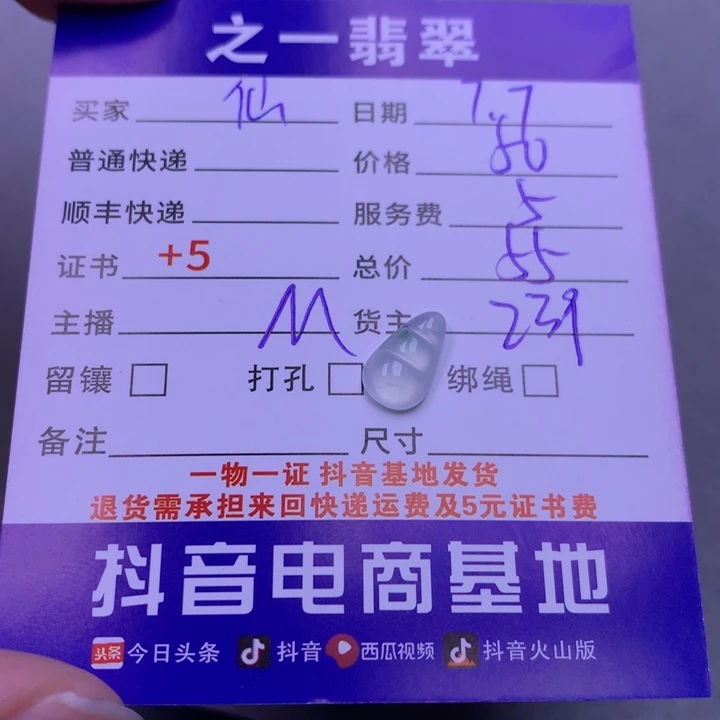 之一翡翠
买家 仙 日期 7.7
普通快递 价格 50
顺丰快递 服务费 5
证书 +5 总价 55
主播 M 货主 239
留镶 打孔 绑绳
备注 尺寸
一物一证 抖音基地发货
退货需承担来回快递运费及5元证书费
抖音电商基地
头条 今日头条 抖音 西瓜视频 抖音火山版